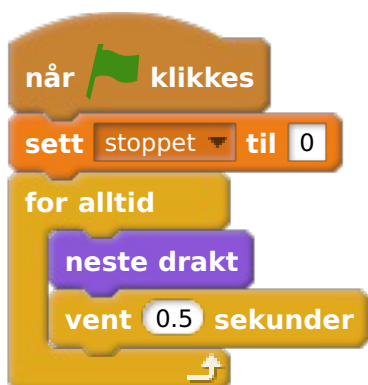 når klikkes
sett stoppet til 0
for alltid
neste drakt
vent 0.5 sekunder